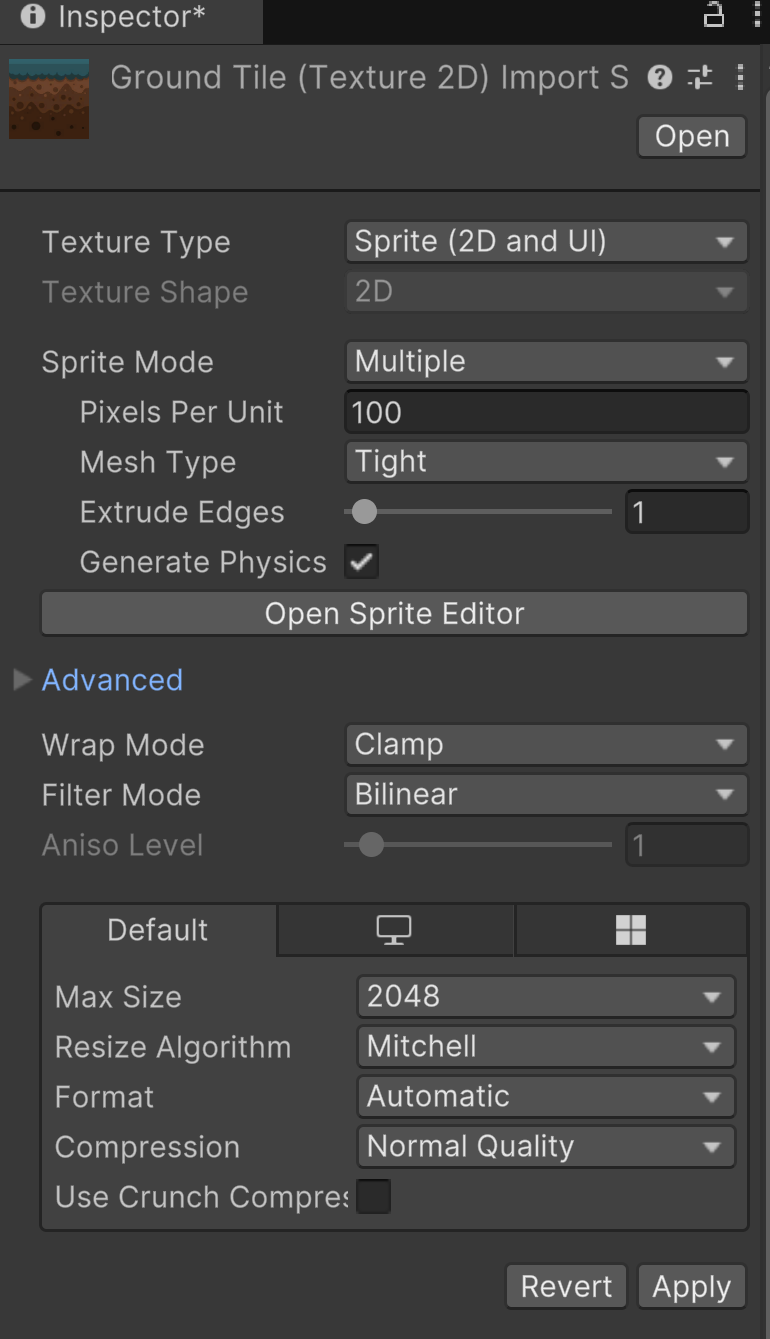 Inspector*
Ground Tile (Texture 2D) Import S
Open
Texture Type Sprite (2D and UI)
Texture Shape 2D
Sprite Mode Multiple
Pixels Per Unit 100
Mesh Type Tight
Extrude Edges 1
Generate Physics
Open Sprite Editor
Advanced
Wrap Mode Clamp
Filter Mode Bilinear
Aniso Level 1
Default
Max Size 2048
Resize Algorithm Mitchell
Format Automatic
Compression Normal Quality
Use Crunch Compres
Revert Apply